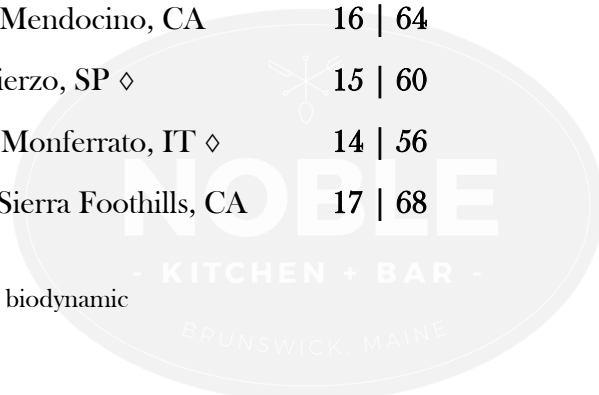 Mendocino, CA 16 | 64
ierzo, SP ◊ 15 | 60
Monferrato, IT ◊ 14 | 56
Sierra Foothills, CA 17 | 68
NOBLE
- KITCHEN + BAR -
biodynamic
BRUNSWICK, MAINE